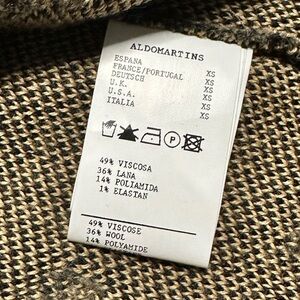 ALDOMARTINS
ESPANA XS
FRANCE/PORTUGAL XS
DEUTSCH XS
U.K. XS
U.S.A. XS
ITALIA XS
P
49% VISCOSA
36% LANA
14% POLIAMIDA
1% ELASTAN
49% VISCOSE
36% WOOL
14% POLYAMIDE